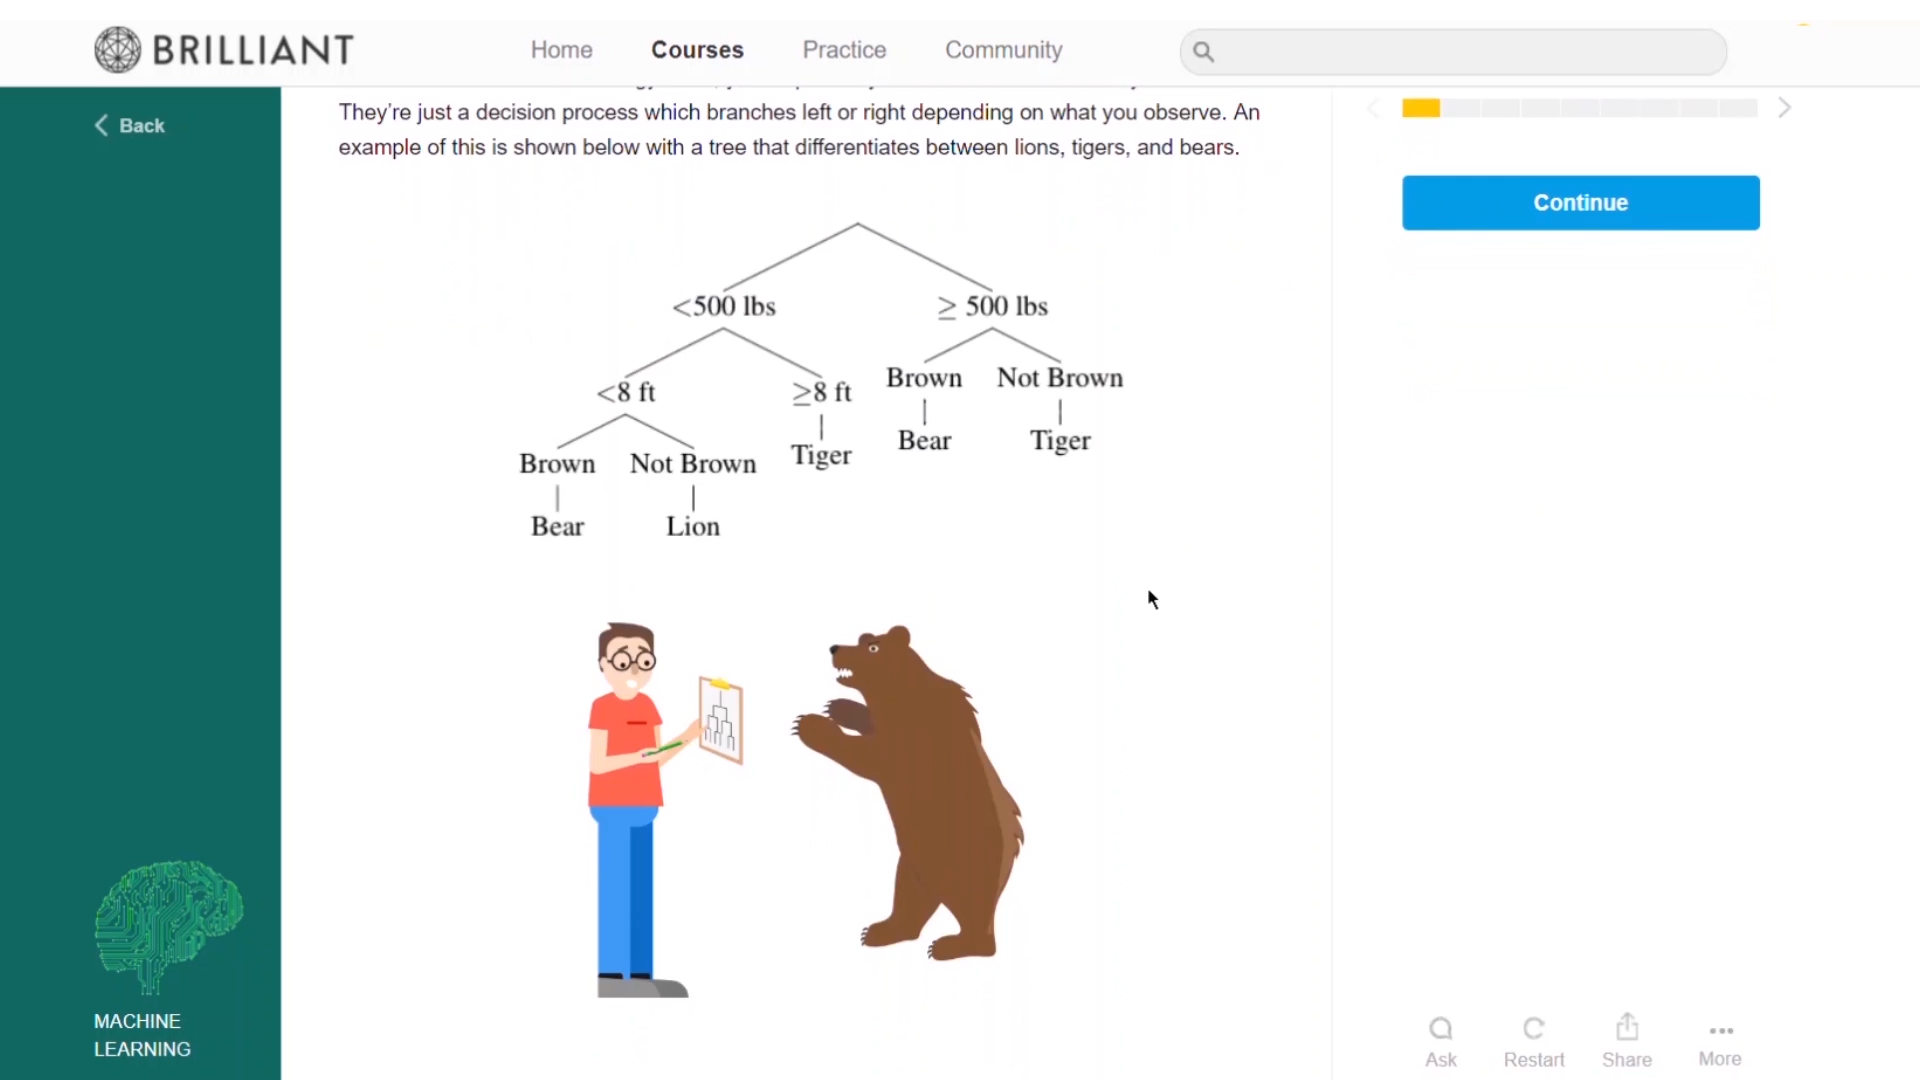 BRILLIANT
Home Courses Practice Community
Back
They're just a decision process which branches left or right depending on what you observe. An
example of this is shown below with a tree that differentiates between lions, tigers, and bears.
Continue
<500 lbs ≥ 500 lbs
<8 ft ≥8 ft Brown Not Brown
Bear Tiger
Brown Not Brown Tiger
Bear Lion
MACHINE
LEARNING
Ask Restart Share More